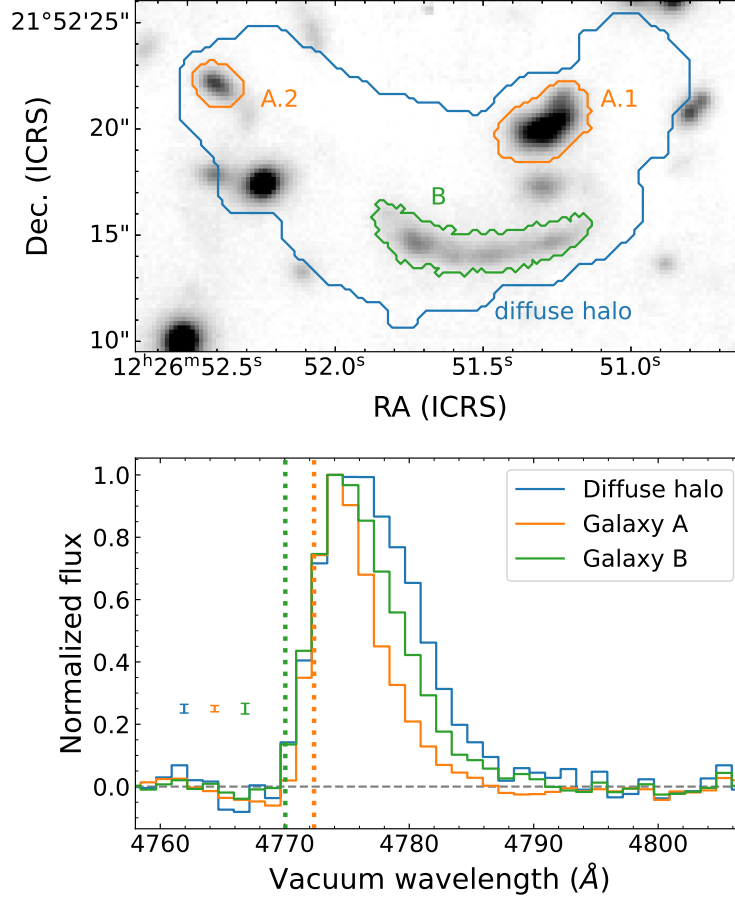 21°52'25"
20"
15"
10"
Dec. (ICRS)
A.2
A.1
B
diffuse halo
12ʰ26ᵐ52.5ˢ
52.0ˢ
51.5ˢ
51.0ˢ
RA (ICRS)
1.0
0.8
0.6
0.4
0.2
0.0
Normalized flux
Diffuse halo
Galaxy A
Galaxy B
4760
4770
4780
4790
4800
Vacuum wavelength (Å)